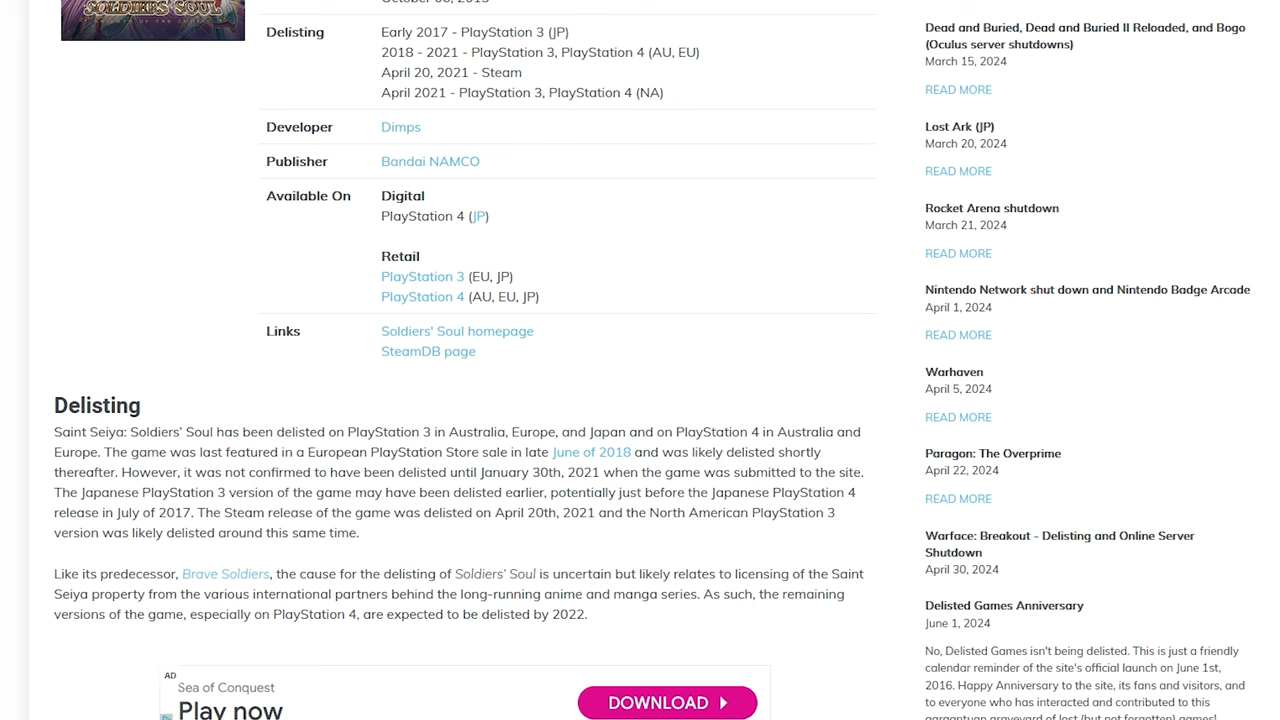 SOLDIERS' SOUL
Delisting
Early 2017 - PlayStation 3 (JP)
2018 - 2021 - PlayStation 3, PlayStation 4 (AU, EU)
April 20, 2021 - Steam
April 2021 - PlayStation 3, PlayStation 4 (NA)
Developer
Dimps
Publisher
Bandai NAMCO
Available On
Digital
PlayStation 4 (JP)
Retail
PlayStation 3 (EU, JP)
PlayStation 4 (AU, EU, JP)
Links
Soldiers' Soul homepage
SteamDB page
Delisting
Saint Seiya: Soldiers’ Soul has been delisted on PlayStation 3 in Australia, Europe, and Japan and on PlayStation 4 in Australia and
Europe. The game was last featured in a European PlayStation Store sale in late June of 2018 and was likely delisted shortly
thereafter. However, it was not confirmed to have been delisted until January 30th, 2021 when the game was submitted to the site.
The Japanese PlayStation 3 version of the game may have been delisted earlier, potentially just before the Japanese PlayStation 4
release in July of 2017. The Steam release of the game was delisted on April 20th, 2021 and the North American PlayStation 3
version was likely delisted around this same time.
Like its predecessor, Brave Soldiers, the cause for the delisting of Soldiers’ Soul is uncertain but likely relates to licensing of the Saint
Seiya property from the various international partners behind the long-running anime and manga series. As such, the remaining
versions of the game, especially on PlayStation 4, are expected to be delisted by 2022.
AD
Sea of Conquest
Play now
DOWNLOAD
Dead and Buried, Dead and Buried II Reloaded, and Bogo
(Oculus server shutdowns)
March 15, 2024
READ MORE
Lost Ark (JP)
March 20, 2024
READ MORE
Rocket Arena shutdown
March 21, 2024
READ MORE
Nintendo Network shut down and Nintendo Badge Arcade
April 1, 2024
READ MORE
Warhaven
April 5, 2024
READ MORE
Paragon: The Overprime
April 22, 2024
READ MORE
Warface: Breakout - Delisting and Online Server
Shutdown
April 30, 2024
Delisted Games Anniversary
June 1, 2024
No, Delisted Games isn't being delisted. This is just a friendly
calendar reminder of the site's official launch on June 1st,
2016. Happy Anniversary to the site, its fans and visitors, and
to everyone who has interacted and contributed to this
gargantuan graveyard of lost (but not forgotten) games!